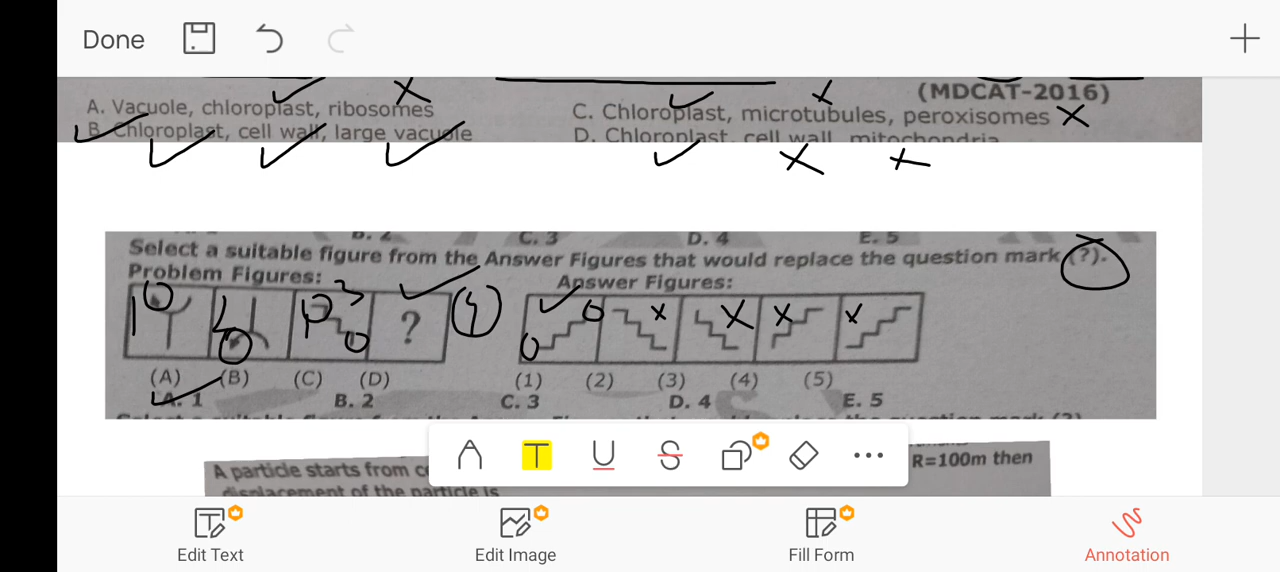 Done
(MDCAT-2016)
A. Vacuole, chloroplast, ribosomes
C. Chloroplast, microtubules, peroxisomes
B. Chloroplast, cell wall, large vacuole
D. Chloroplast, cell wall, mitochondria
B. 2 C. 3 D. 4 E. 5
Select a suitable figure from the Answer Figures that would replace the question mark (?).
Problem Figures: Answer Figures:
?
(A) (B) (C) (D) (1) (2) (3) (4) (5)
A. 1 B. 2 C. 3 D. 4 E. 5
A particle starts from
R=100m then
displacement of the particle is
Edit Text
Edit Image
Fill Form
Annotation